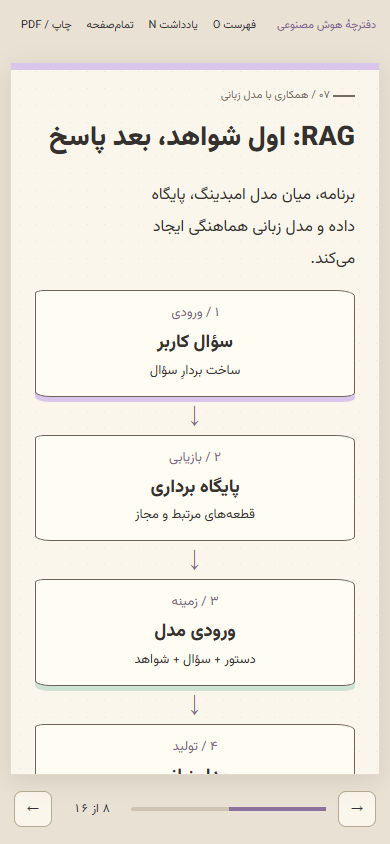 دفترچهٔ هوش مصنوعی
فهرست O
یادداشت N
تمام‌صفحه
چاپ / PDF
۰۷ / همکاری با مدل زبانی
RAG: اول شواهد، بعد پاسخ
برنامه، میان مدل امبدینگ، پایگاه
داده و مدل زبانی هماهنگی ایجاد
می‌کند.
۱ / ورودی
سؤال کاربر
ساخت بردارِ سؤال
↓
۲ / بازیابی
پایگاه برداری
قطعه‌های مرتبط و مجاز
↓
۳ / زمینه
ورودی مدل
دستور + سؤال + شواهد
↓
۴ / تولید
→
۸ از ۱۶
←